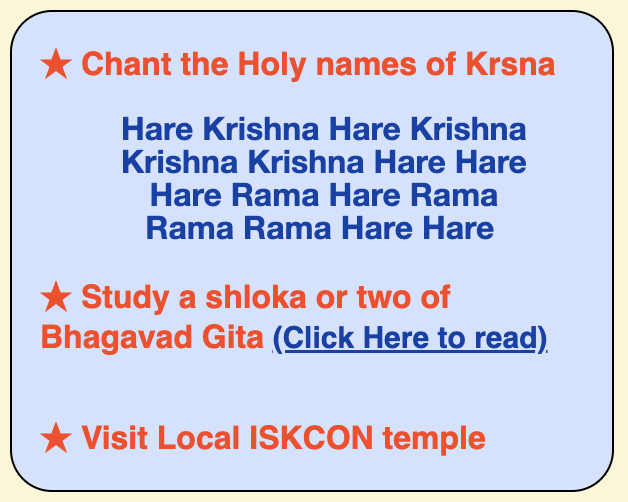 ★ Chant the Holy names of Krsna
Hare Krishna Hare Krishna
Krishna Krishna Hare Hare
Hare Rama Hare Rama
Rama Rama Hare Hare
★ Study a shloka or two of
Bhagavad Gita (Click Here to read)
★ Visit Local ISKCON temple